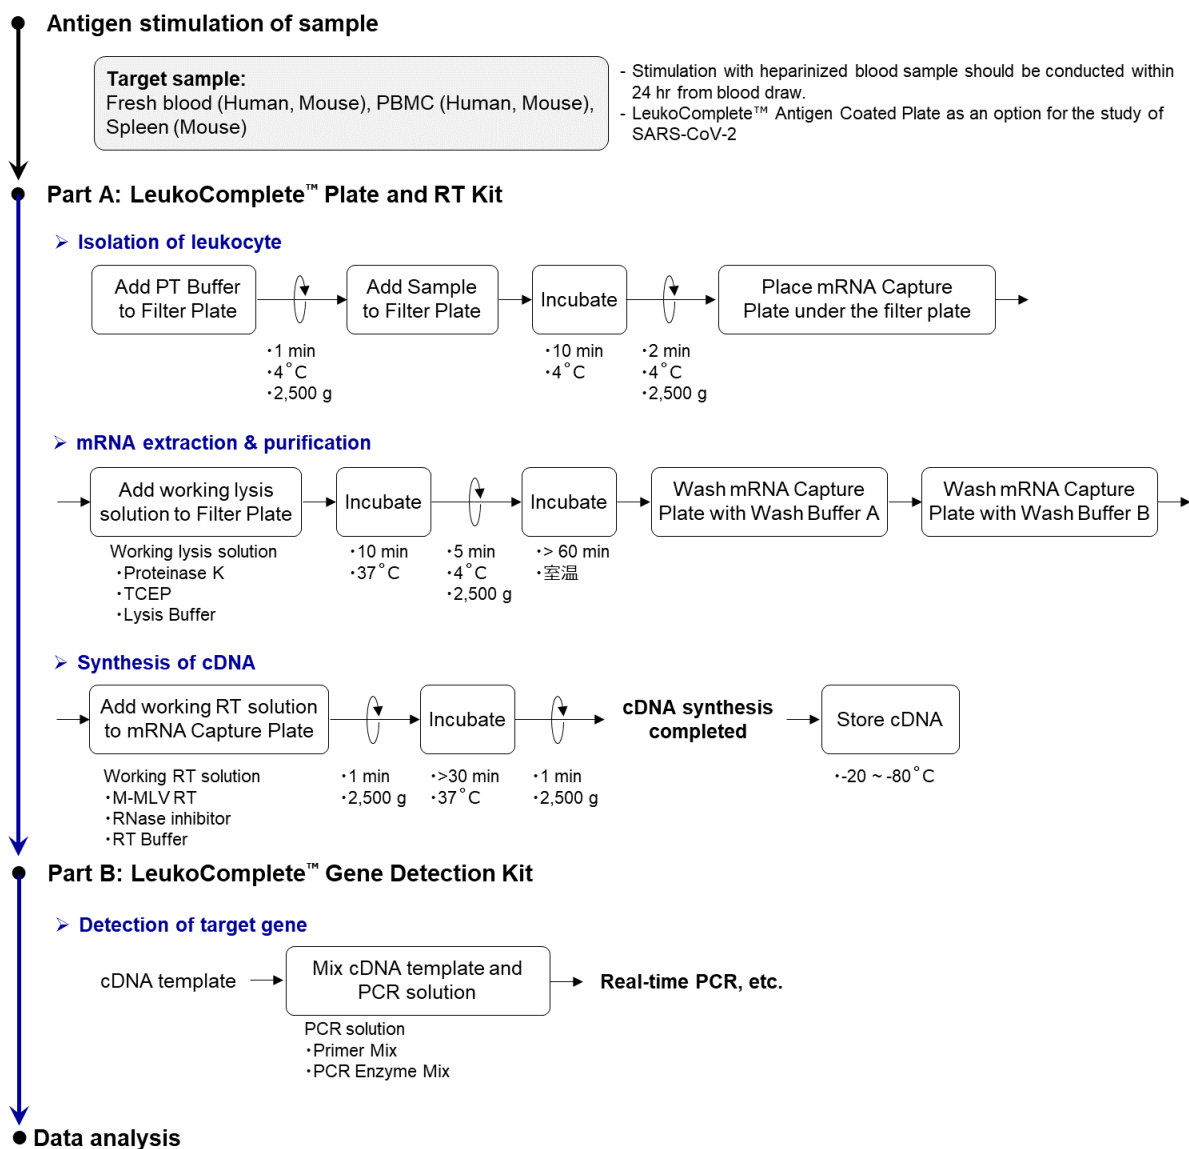 Antigen stimulation of sample
Target sample:
Fresh blood (Human, Mouse), PBMC (Human, Mouse),
Spleen (Mouse)
- Stimulation with heparinized blood sample should be conducted within
24 hr from blood draw.
- LeukoComplete™ Antigen Coated Plate as an option for the study of
SARS-CoV-2
Part A: LeukoComplete™ Plate and RT Kit
➢ Isolation of leukocyte
Add PT Buffer
to Filter Plate
・1 min
・4°C
・2,500 g
Add Sample
to Filter Plate
Incubate
・10 min
・4°C
・2 min
・4°C
・2,500 g
Place mRNA Capture
Plate under the filter plate
➢ mRNA extraction & purification
Add working lysis
solution to Filter Plate
Working lysis solution
・Proteinase K
・TCEP
・Lysis Buffer
Incubate
・10 min
・37°C
・5 min
・4°C
・2,500 g
Incubate
・> 60 min
・室温
Wash mRNA Capture
Plate with Wash Buffer A
Wash mRNA Capture
Plate with Wash Buffer B
➢ Synthesis of cDNA
Add working RT solution
to mRNA Capture Plate
Working RT solution
・M-MLV RT
・RNase inhibitor
・RT Buffer
・1 min
・2,500 g
Incubate
・>30 min
・37°C
・1 min
・2,500 g
cDNA synthesis
completed
Store cDNA
・-20 ~ -80°C
Part B: LeukoComplete™ Gene Detection Kit
➢ Detection of target gene
cDNA template
Mix cDNA template and
PCR solution
PCR solution
・Primer Mix
・PCR Enzyme Mix
Real-time PCR, etc.
Data analysis